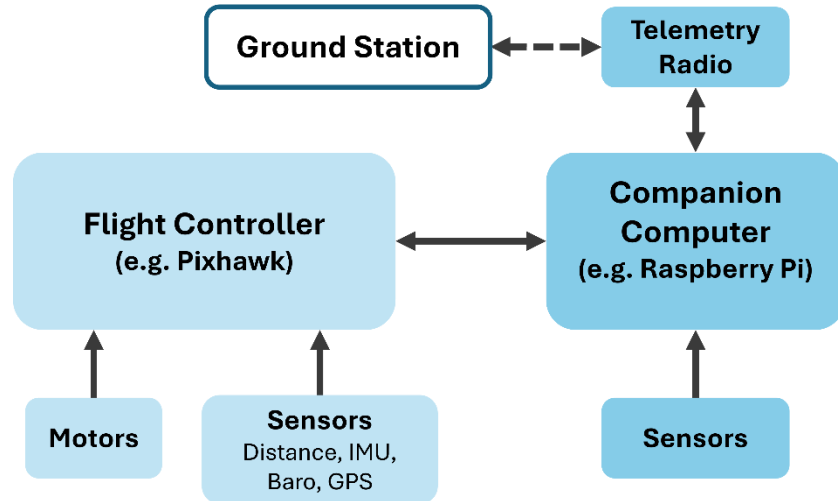 Ground Station
Telemetry
Radio
Flight Controller
(e.g. Pixhawk)
Companion
Computer
(e.g. Raspberry Pi)
Motors
Sensors
Distance, IMU,
Baro, GPS
Sensors